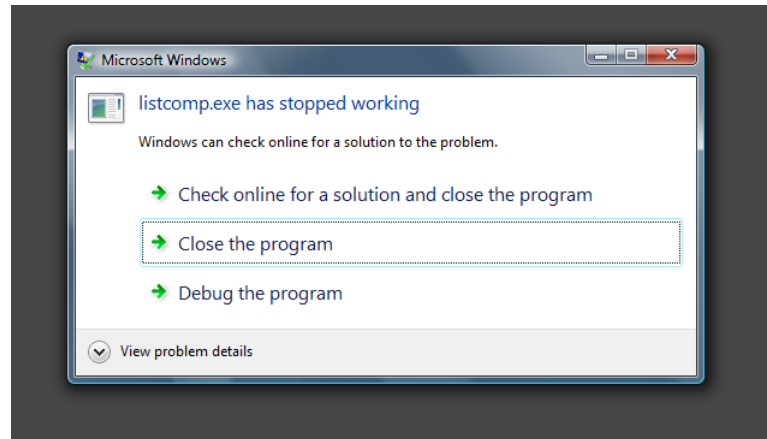 Microsoft Windows
listcomp.exe has stopped working
Windows can check online for a solution to the problem.
Check online for a solution and close the program
Close the program
Debug the program
View problem details